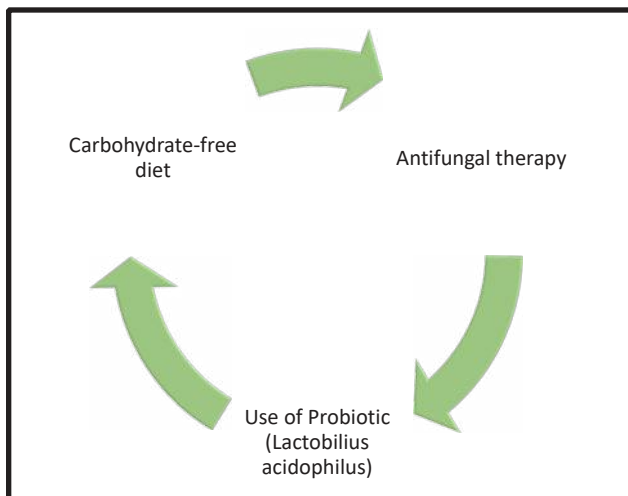 Carbohydrate-free
diet
Antifungal therapy
Use of Probiotic
(Lactobilius
acidophilus)